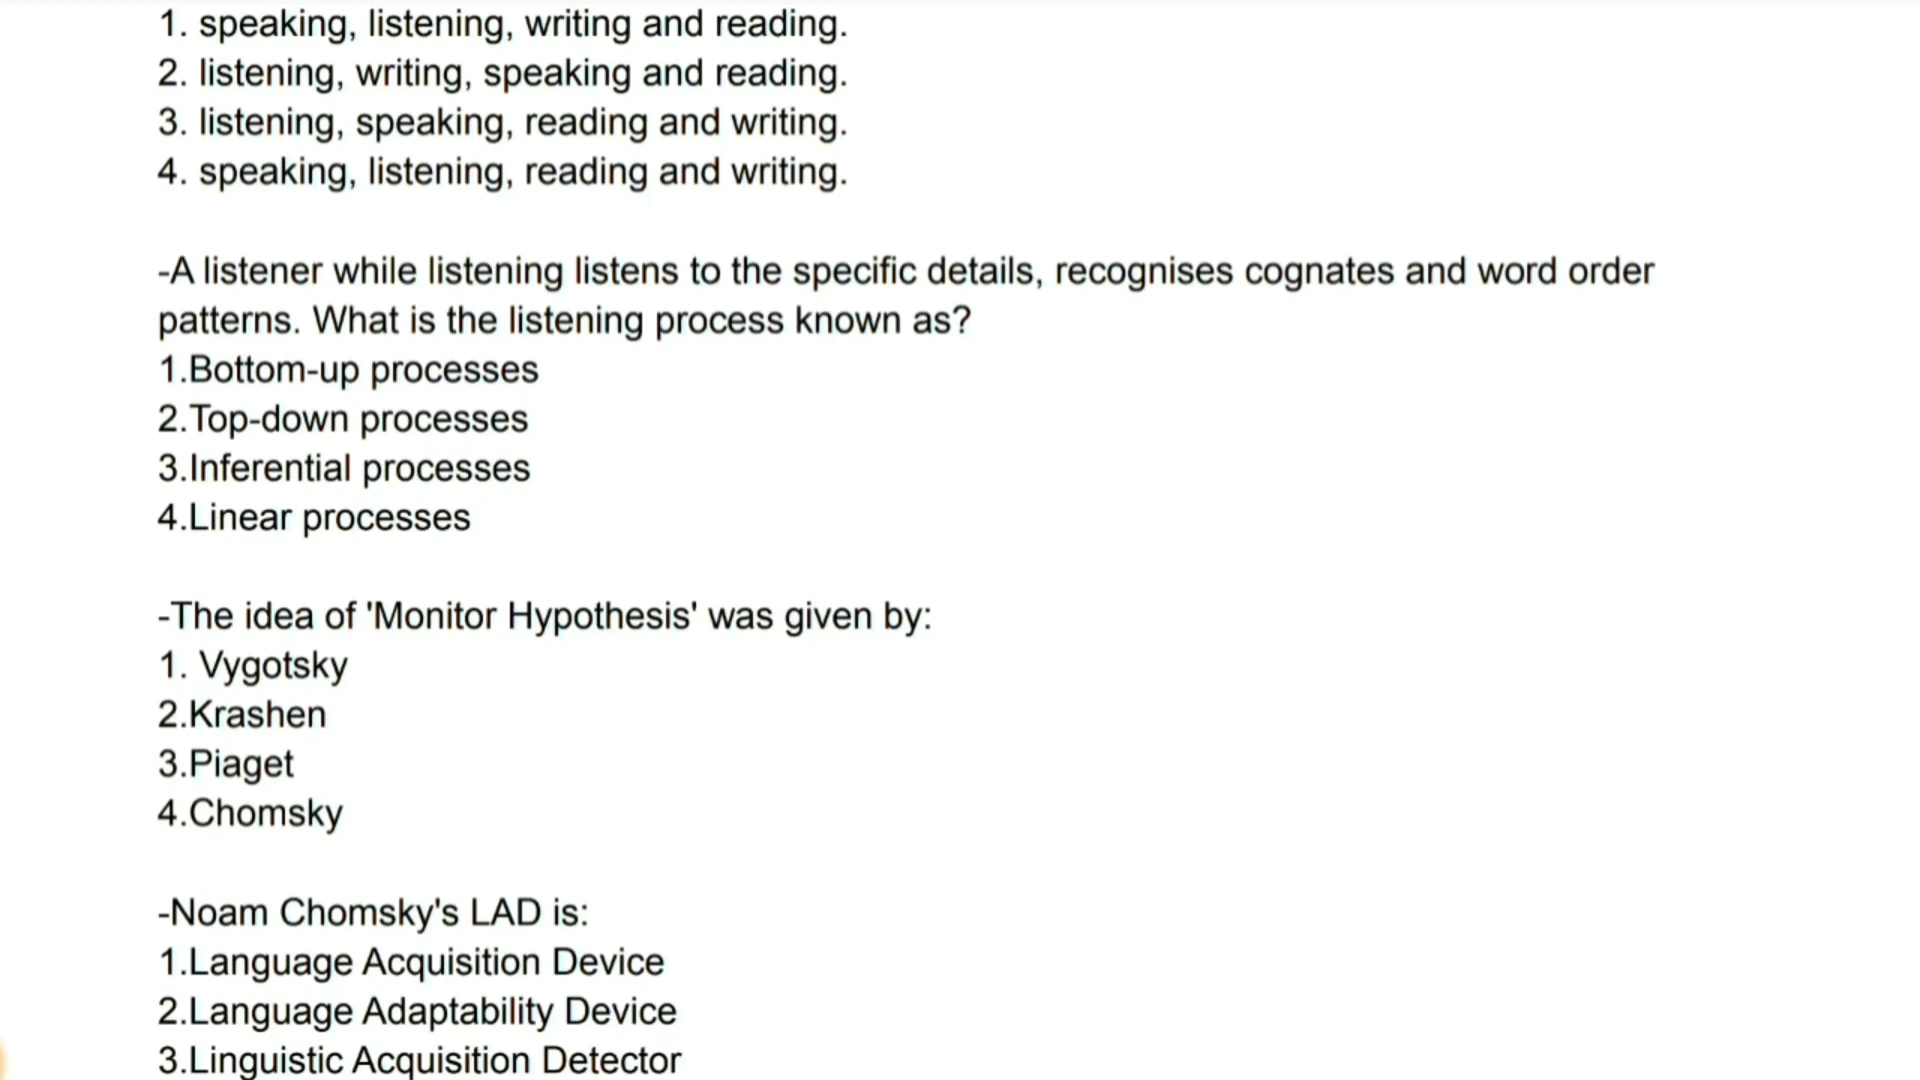 1. speaking, listening, writing and reading.
2. listening, writing, speaking and reading.
3. listening, speaking, reading and writing.
4. speaking, listening, reading and writing.
-A listener while listening listens to the specific details, recognises cognates and word order
patterns. What is the listening process known as?
1.Bottom-up processes
2.Top-down processes
3.Inferential processes
4.Linear processes
-The idea of 'Monitor Hypothesis' was given by:
1. Vygotsky
2.Krashen
3.Piaget
4.Chomsky
-Noam Chomsky's LAD is:
1.Language Acquisition Device
2.Language Adaptability Device
3.Linguistic Acquisition Detector